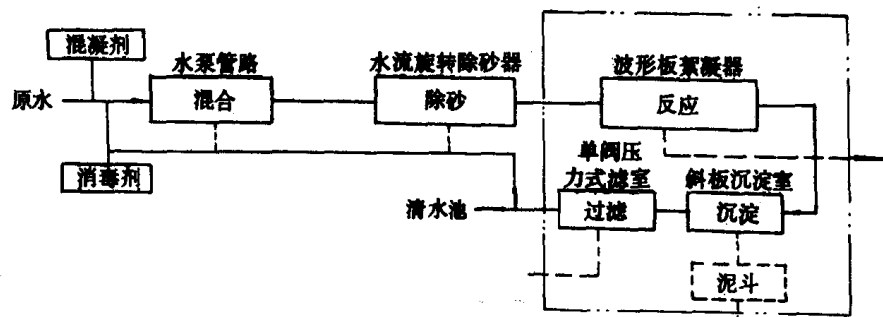 混凝剂
水泵管路
水流旋转除砂器
波形板絮凝器
原水
混合
除砂
反应
消毒剂
单阀压
力式滤室
斜板沉淀室
清水池
过滤
沉淀
泥斗